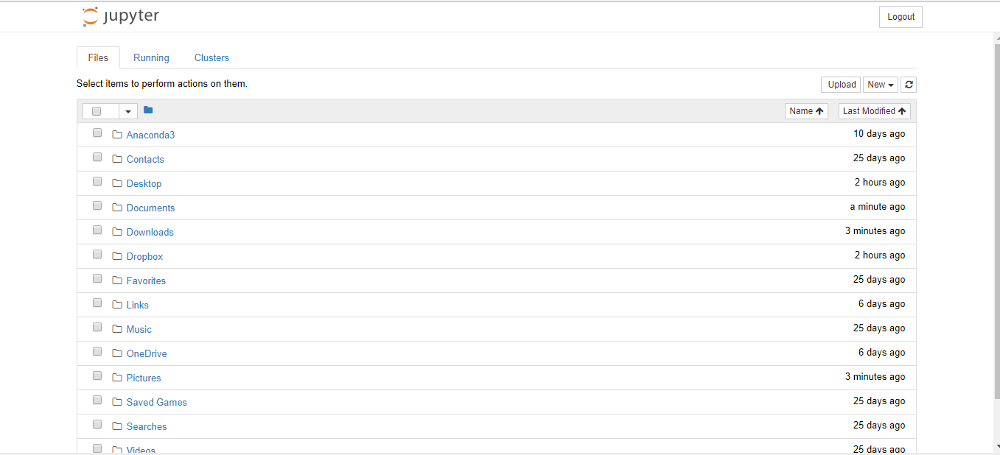 jupyter
Logout
Files Running Clusters
Select items to perform actions on them.
Upload New
Name Last Modified
Anaconda3 10 days ago
Contacts 25 days ago
Desktop 2 hours ago
Documents a minute ago
Downloads 3 minutes ago
Dropbox 2 hours ago
Favorites 25 days ago
Links 6 days ago
Music 25 days ago
OneDrive 6 days ago
Pictures 3 minutes ago
Saved Games 25 days ago
Searches 25 days ago
Videos 25 days ago